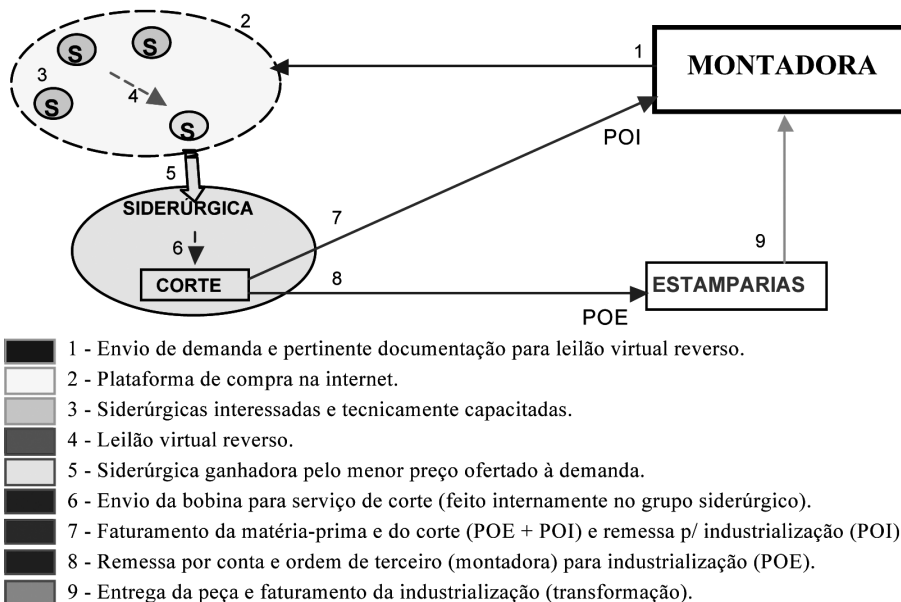 2
1
MONTADORA
S
S
3
S
4
S
POI
5
SIDERÚRGICA
7
6
9
CORTE
8
ESTAMPARIAS
POE
1 - Envio de demanda e pertinente documentação para leilão virtual reverso.
2 - Plataforma de compra na internet.
3 - Siderúrgicas interessadas e tecnicamente capacitadas.
4 - Leilão virtual reverso.
5 - Siderúrgica ganhadora pelo menor preço ofertado à demanda.
6 - Envio da bobina para serviço de corte (feito internamente no grupo siderúrgico).
7 - Faturamento da matéria-prima e do corte (POE + POI) e remessa p/ industrialização (POI)
8 - Remessa por conta e ordem de terceiro (montadora) para industrialização (POE).
9 - Entrega da peça e faturamento da industrialização (transformação).